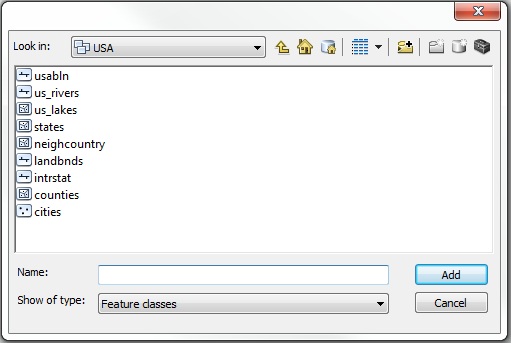 Look in: USA
usabln
us_rivers
us_lakes
states
neighcountry
landbnds
intrstat
counties
cities
Name: Add
Show of type: Feature classes Cancel